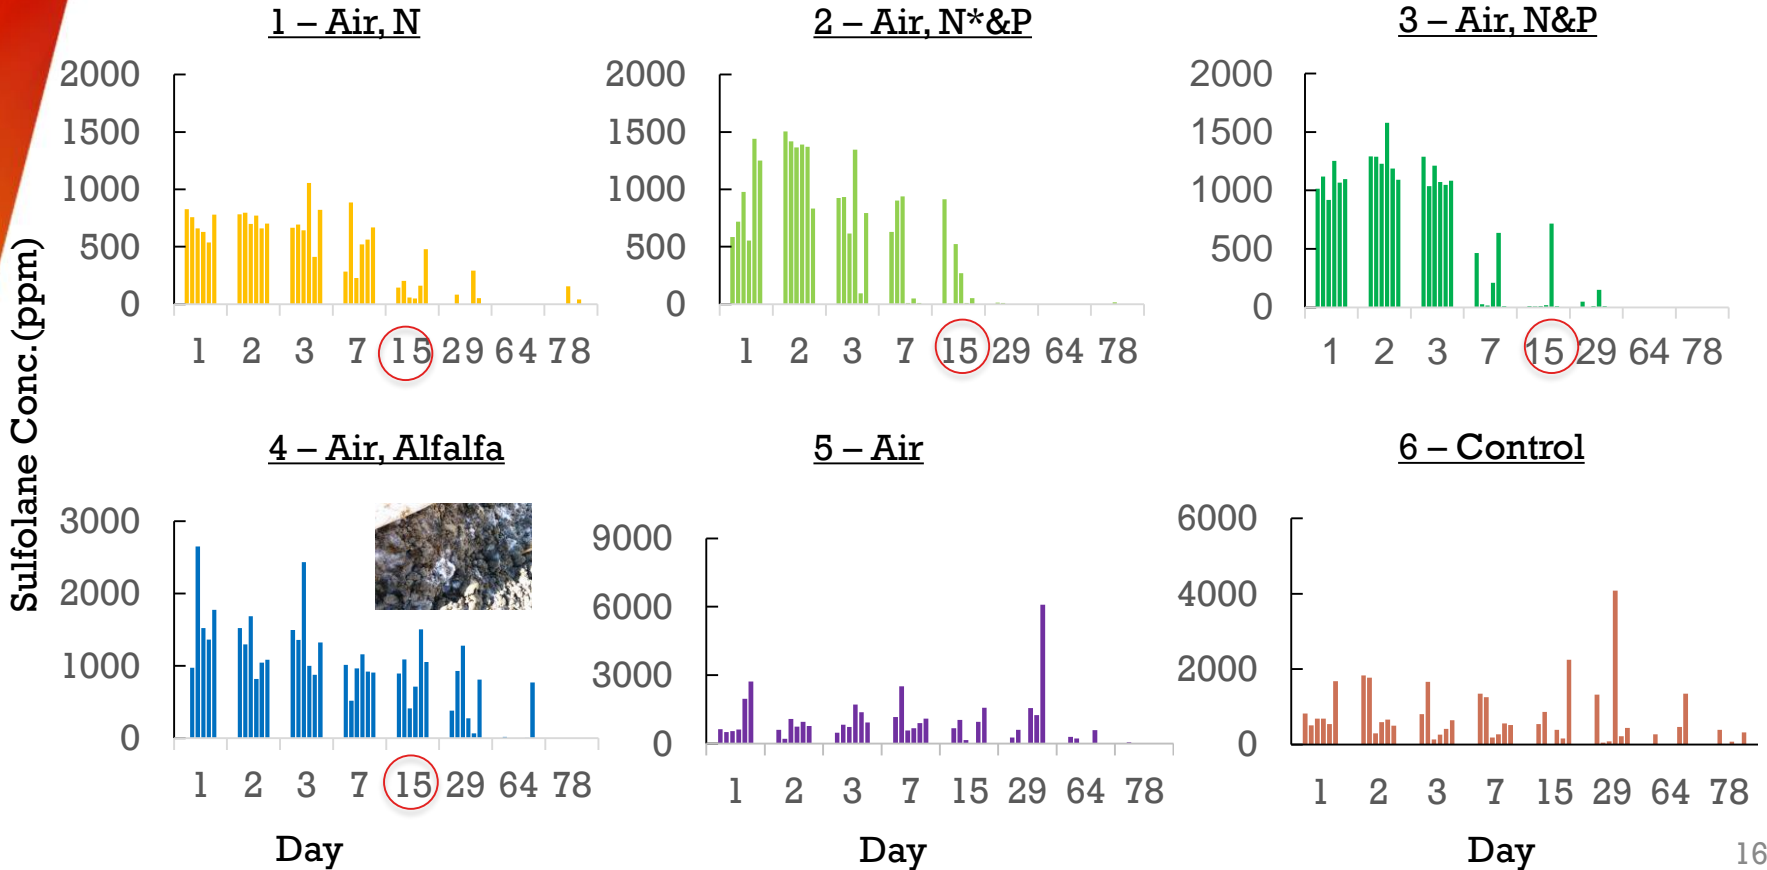 1 – Air, N
2 – Air, N*&P
3 – Air, N&P
Sulfolane Conc.(ppm)
2000
1500
1000
500
0
1 2 3 7 15 29 64 78
2000
1500
1000
500
0
1 2 3 7 15 29 64 78
2000
1500
1000
500
0
1 2 3 7 15 29 64 78
4 – Air, Alfalfa
5 – Air
6 – Control
3000
2000
1000
0
1 2 3 7 15 29 64 78
Day
9000
6000
3000
0
1 2 3 7 15 29 64 78
Day
6000
4000
2000
0
1 2 3 7 15 29 64 78
Day
16